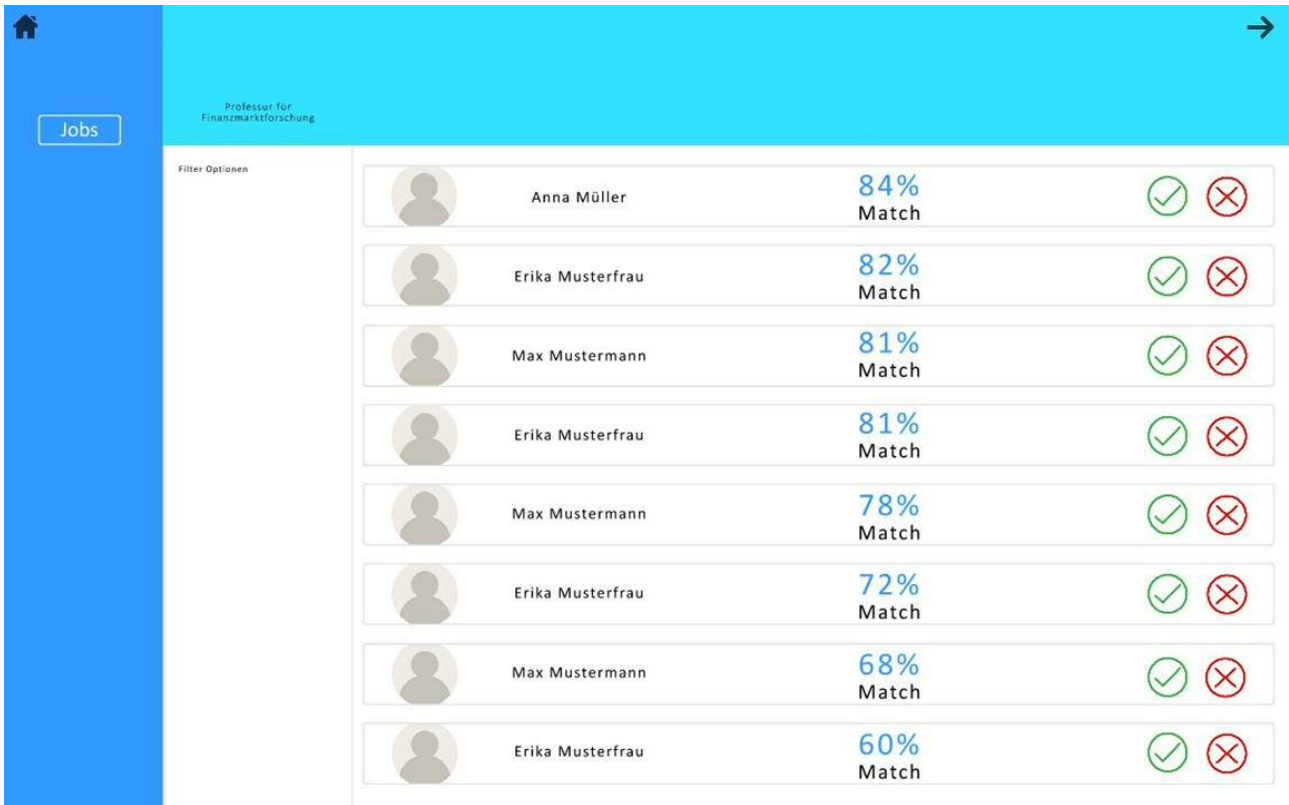 Jobs
Professur für
Finanzmarktforschung
Filter Optionen
Anna Müller
84%
Match
Erika Musterfrau
82%
Match
Max Mustermann
81%
Match
Erika Musterfrau
81%
Match
Max Mustermann
78%
Match
Erika Musterfrau
72%
Match
Max Mustermann
68%
Match
Erika Musterfrau
60%
Match